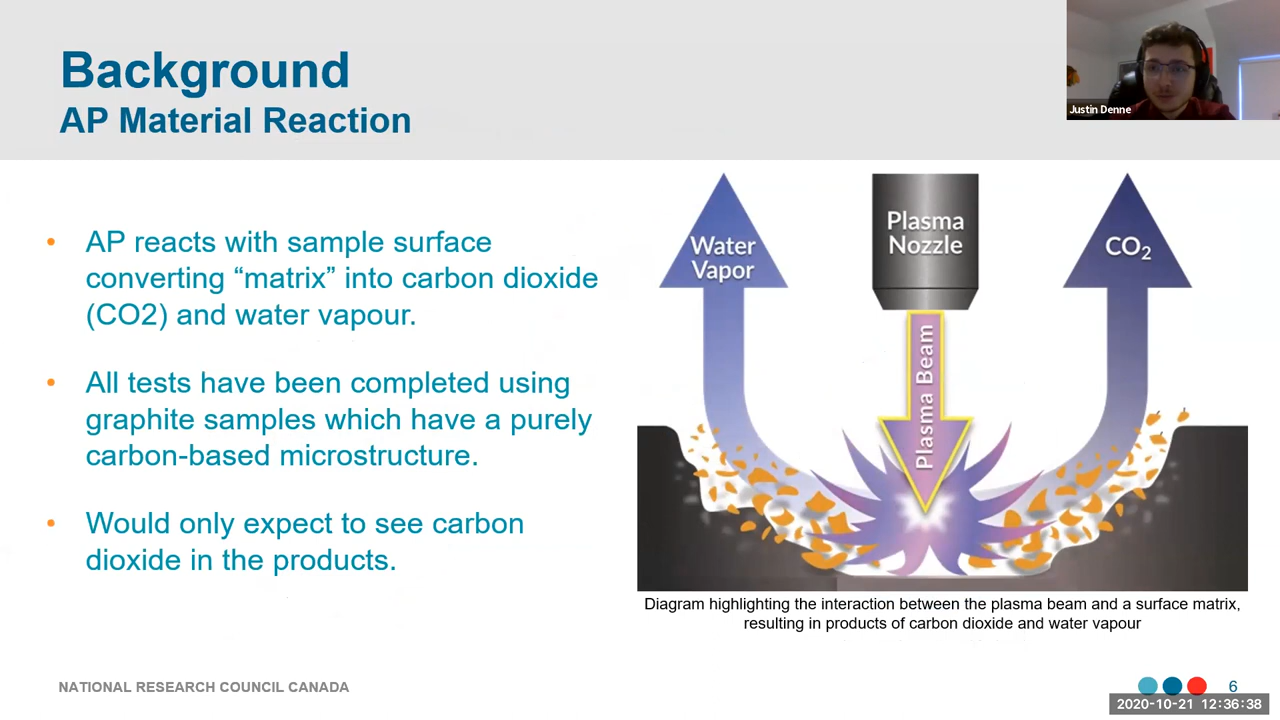 Background
AP Material Reaction
Justin Denne
• AP reacts with sample surface
converting “matrix” into carbon dioxide
(CO2) and water vapour.
• All tests have been completed using
graphite samples which have a purely
carbon-based microstructure.
• Would only expect to see carbon
dioxide in the products.
Water
Vapor
Plasma
Nozzle
CO₂
Plasma Beam
Diagram highlighting the interaction between the plasma beam and a surface matrix,
resulting in products of carbon dioxide and water vapour
NATIONAL RESEARCH COUNCIL CANADA
6
2020-10-21 12:36:38